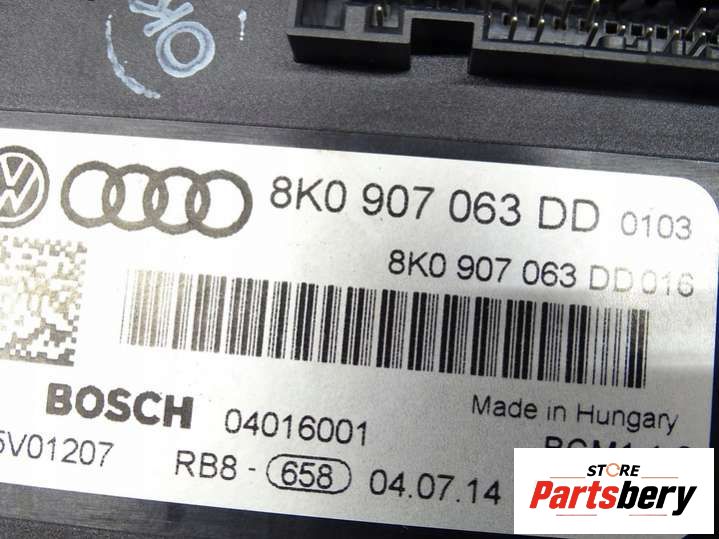 OK
8K0 907 063 DD 0103
8K0 907 063 DD 016
BOSCH 04016001
Made in Hungary
5V01207
RB8 - 658 04.07.14
STORE
Partsbery